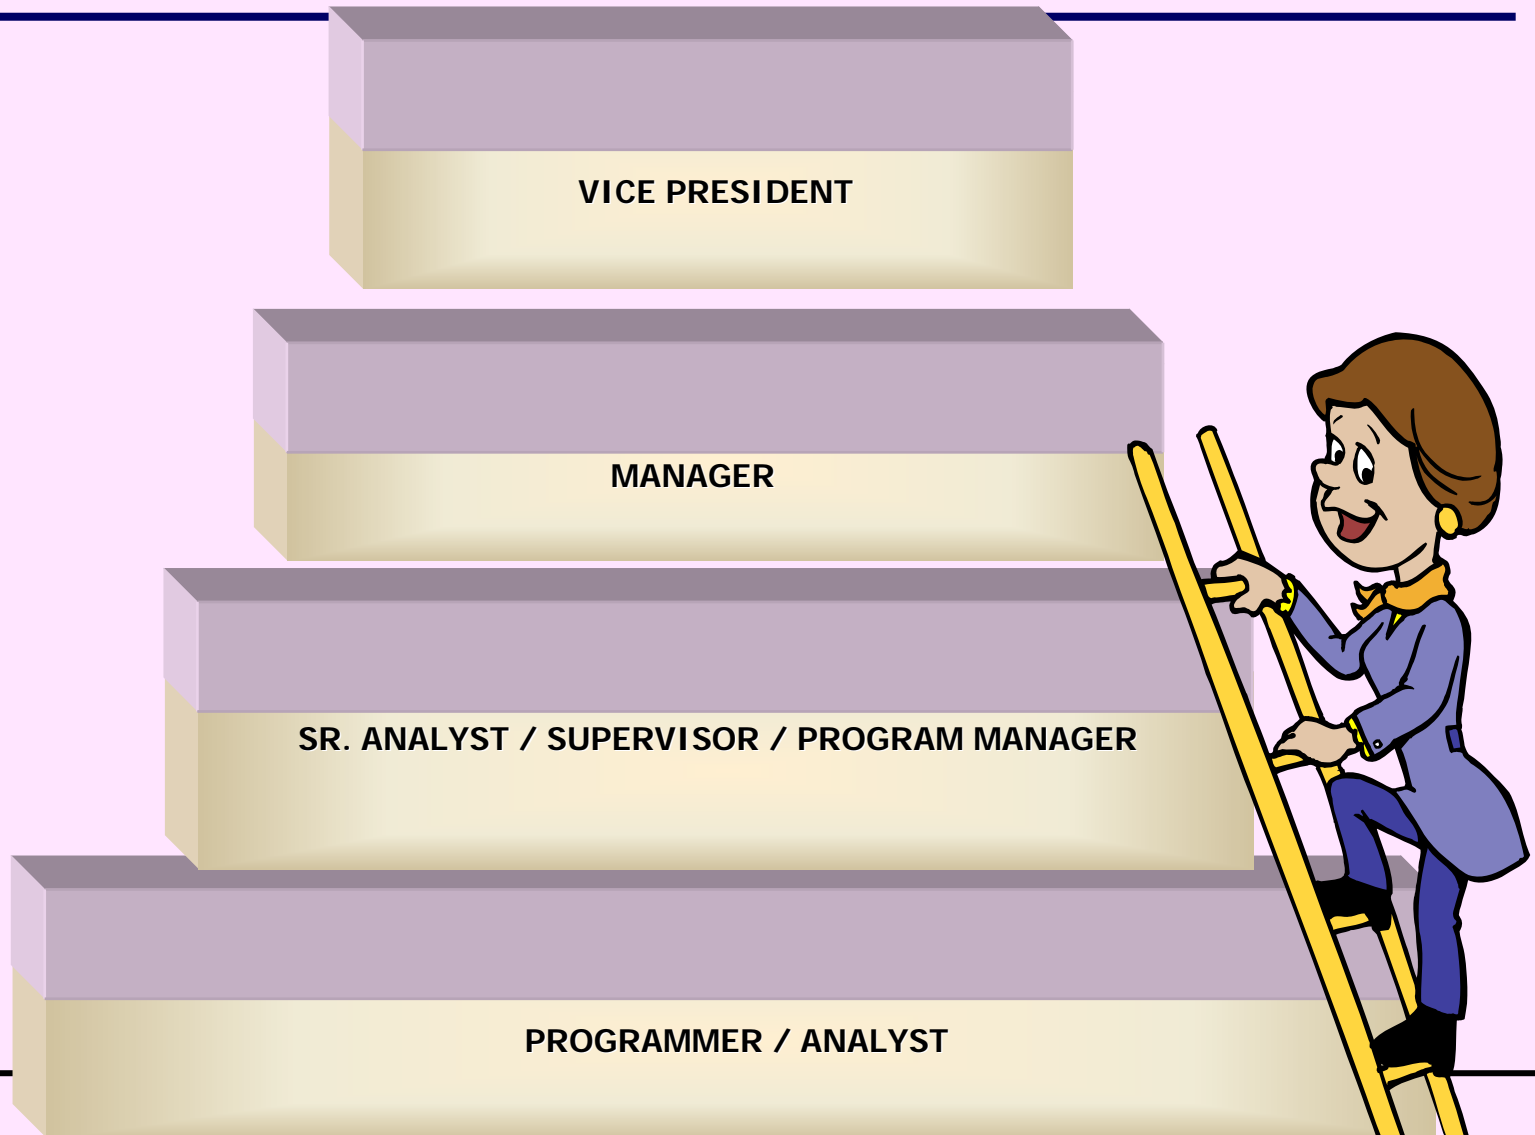 VICE PRESIDENT
MANAGER
SR. ANALYST / SUPERVISOR / PROGRAM MANAGER
PROGRAMMER / ANALYST